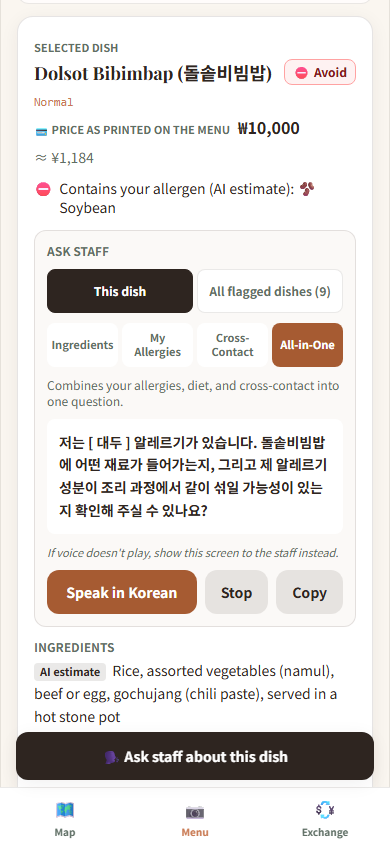 SELECTED DISH
Dolsot Bibimbap (돌솥비빔밥)
Avoid
Normal
PRICE AS PRINTED ON THE MENU ₩10,000
≈ ¥1,184
Contains your allergen (AI estimate):
Soybean
ASK STAFF
This dish
All flagged dishes (9)
Ingredients
My
Allergies
Cross-
Contact
All-in-One
Combines your allergies, diet, and cross-contact into
one question.
저는 [ 대두 ] 알레르기가 있습니다. 돌솥비빔밥
에 어떤 재료가 들어가는지, 그리고 제 알레르기
성분이 조리 과정에서 같이 섞일 가능성이 있는
지 확인해 주실 수 있나요?
If voice doesn't play, show this screen to the staff instead.
Speak in Korean
Stop
Copy
INGREDIENTS
AI estimate Rice, assorted vegetables (namul),
beef or egg, gochujang (chili paste), served in a
hot stone pot
Ask staff about this dish
Map
Menu
Exchange